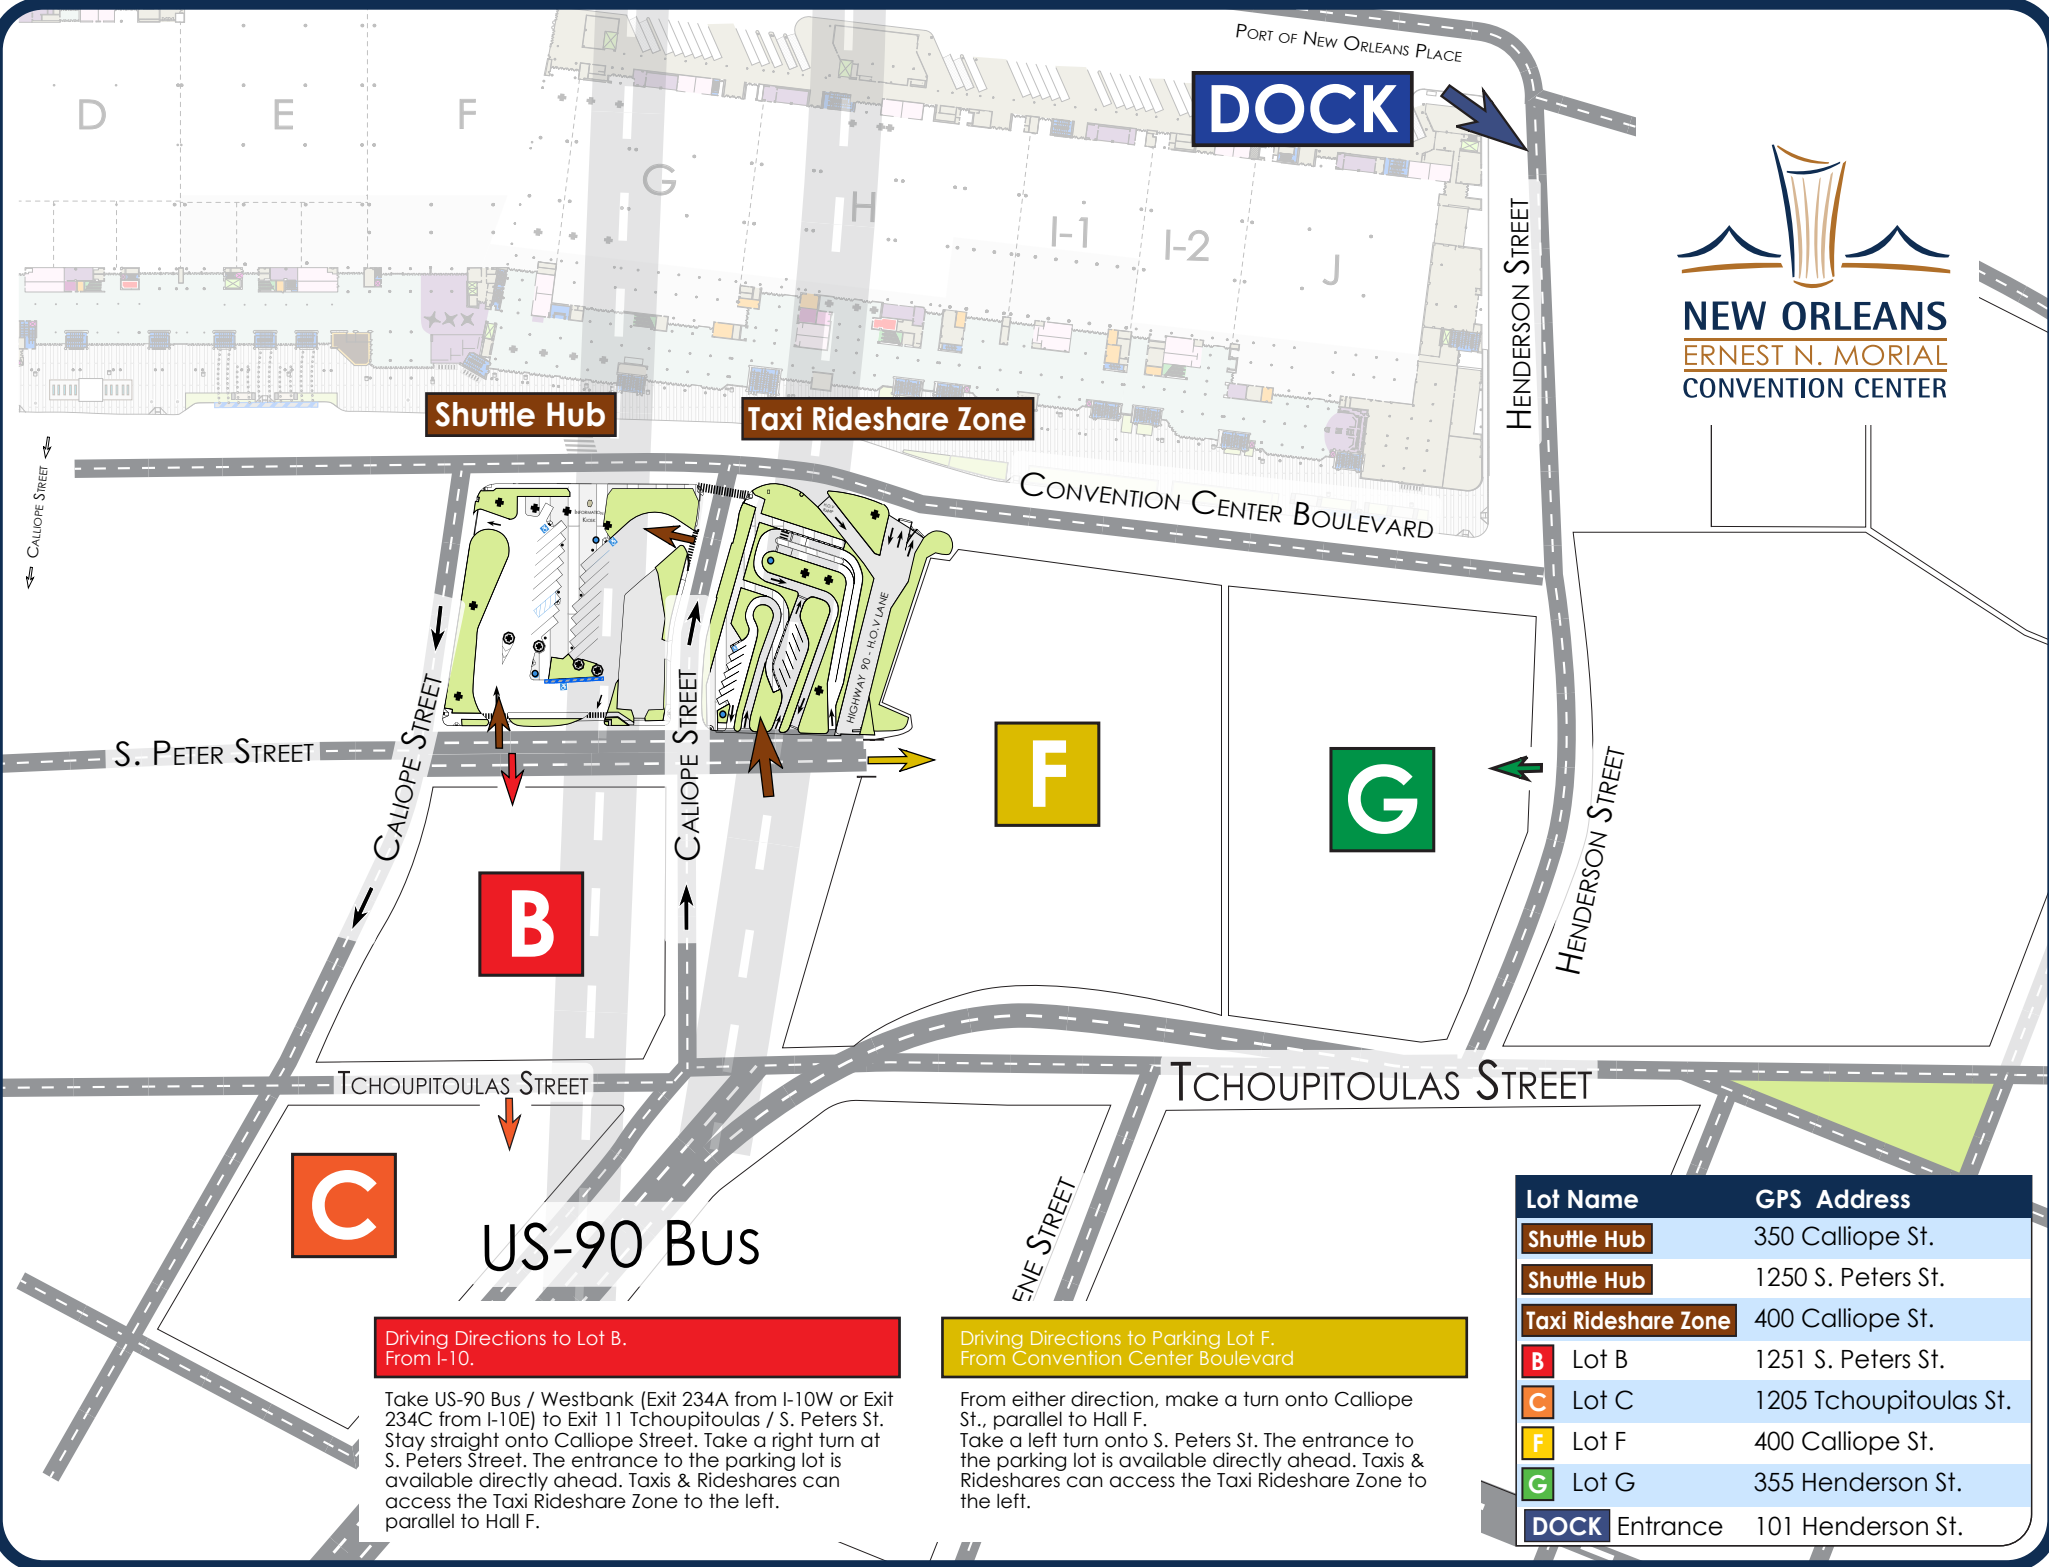 PORT OF NEW ORLEANS PLACE
DOCK
D
E
F
G
H
I-1
I-2
J
HENDERSON STREET
NEW ORLEANS
ERNEST N. MORIAL
CONVENTION CENTER
Shuttle Hub
Taxi Rideshare Zone
CALLIOPE STREET
CONVENTION CENTER BOULEVARD
INFORMATION
KIOSK
HIGHWAY 90 - H.O.V LANE
CALIOPE STREET
CALIOPE STREET
S. PETER STREET
F
G
HENDERSON STREET
B
TCHOUPITOULAS STREET
TCHOUPITOULAS STREET
C
US-90 BUS
ENE STREET
Driving Directions to Lot B.
From I-10.
Take US-90 Bus / Westbank (Exit 234A from I-10W or Exit
234C from I-10E) to Exit 11 Tchoupitoulas / S. Peters St.
Stay straight onto Calliope Street. Take a right turn at
S. Peters Street. The entrance to the parking lot is
available directly ahead. Taxis & Rideshares can
access the Taxi Rideshare Zone to the left.
parallel to Hall F.
Driving Directions to Parking Lot F.
From Convention Center Boulevard
From either direction, make a turn onto Calliope
St., parallel to Hall F.
Take a left turn onto S. Peters St. The entrance to
the parking lot is available directly ahead. Taxis &
Rideshares can access the Taxi Rideshare Zone to
the left.
Lot Name GPS Address
Shuttle Hub 350 Calliope St.
Shuttle Hub 1250 S. Peters St.
Taxi Rideshare Zone 400 Calliope St.
B Lot B 1251 S. Peters St.
C Lot C 1205 Tchoupitoulas St.
F Lot F 400 Calliope St.
G Lot G 355 Henderson St.
DOCK Entrance 101 Henderson St.